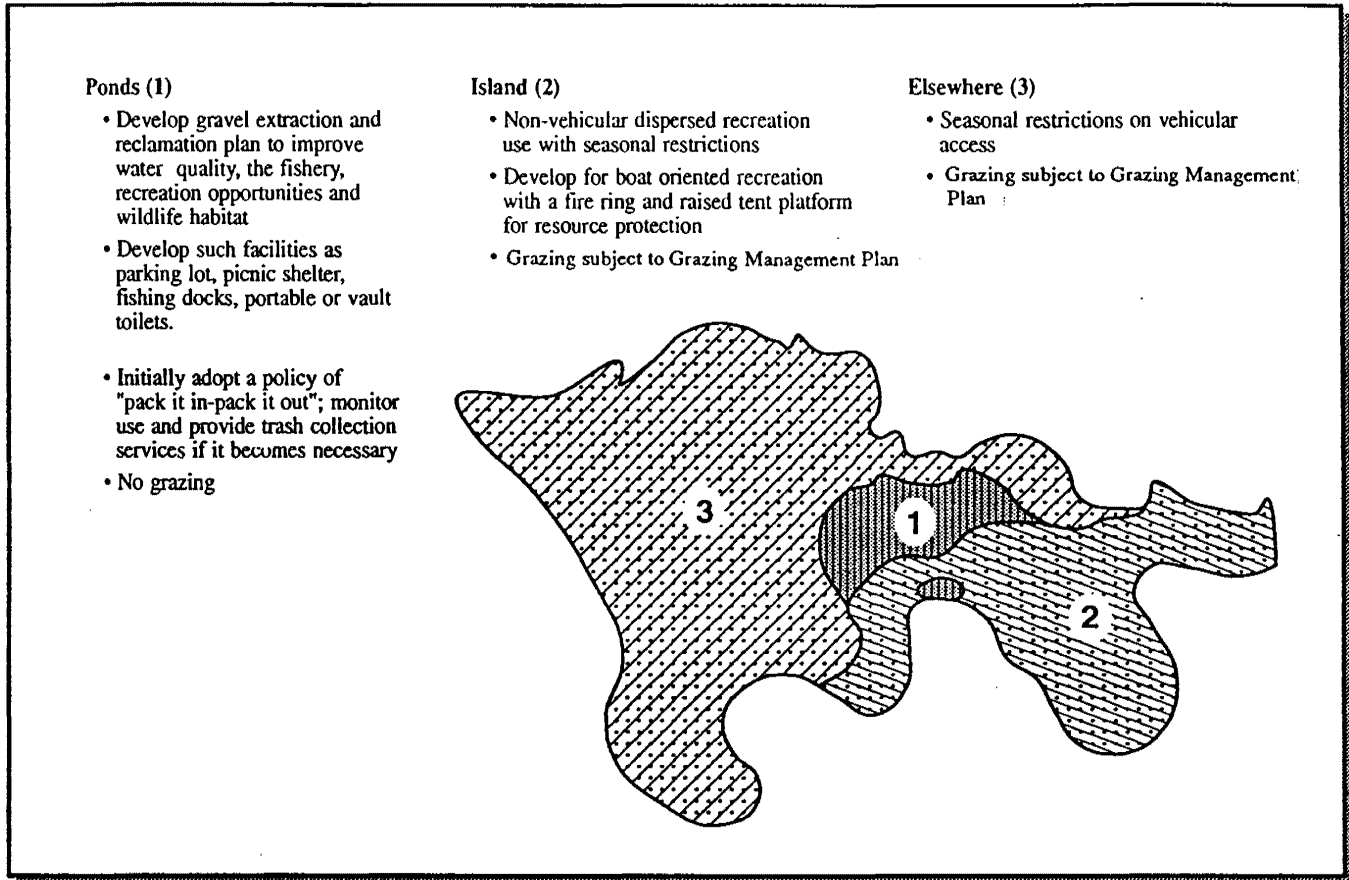 Ponds (1)
• Develop gravel extraction and
reclamation plan to improve
water quality, the fishery,
recreation opportunities and
wildlife habitat
• Develop such facilities as
parking lot, picnic shelter,
fishing docks, portable or vault
toilets.
• Initially adopt a policy of
"pack it in-pack it out"; monitor
use and provide trash collection
services if it becomes necessary
• No grazing
Island (2)
• Non-vehicular dispersed recreation
use with seasonal restrictions
• Develop for boat oriented recreation
with a fire ring and raised tent platform
for resource protection
• Grazing subject to Grazing Management Plan
Elsewhere (3)
• Seasonal restrictions on vehicular
access
• Grazing subject to Grazing Management
Plan
3
1
2